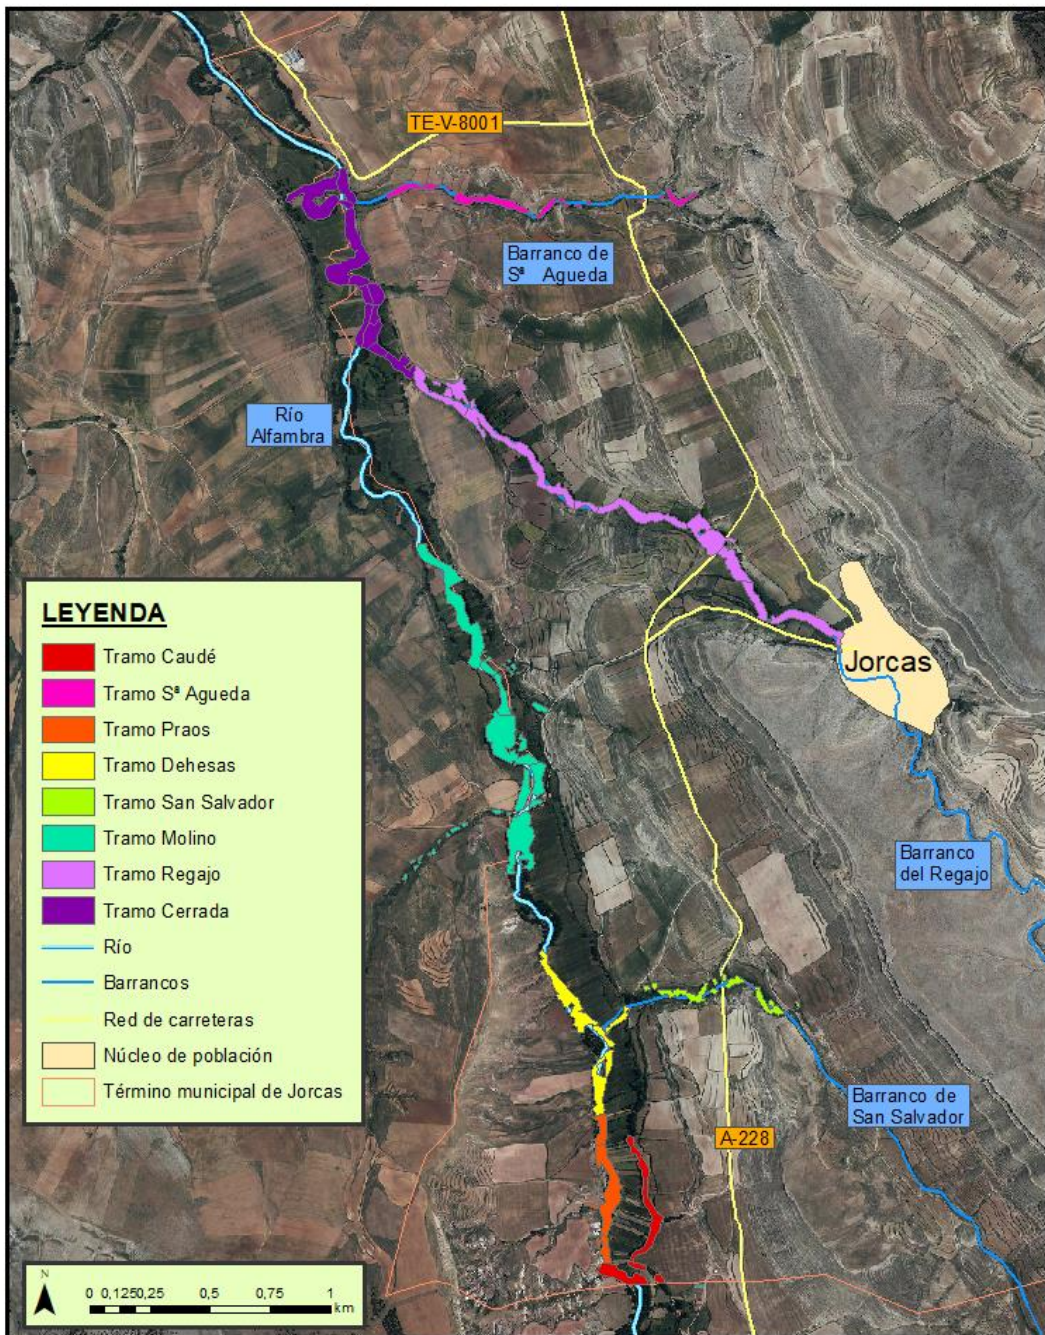 TE-V-8001
Barranco de
Sª Agueda
Río
Alfambra
Jorcas
Barranco
del Regajo
Barranco de
San Salvador
A-228
LEYENDA
Tramo Caudé
Tramo Sª Agueda
Tramo Praos
Tramo Dehesas
Tramo San Salvador
Tramo Molino
Tramo Regajo
Tramo Cerrada
Río
Barrancos
Red de carreteras
Núcleo de población
Término municipal de Jorcas
N
0 0,125 0,25 0,5 0,75 1
km